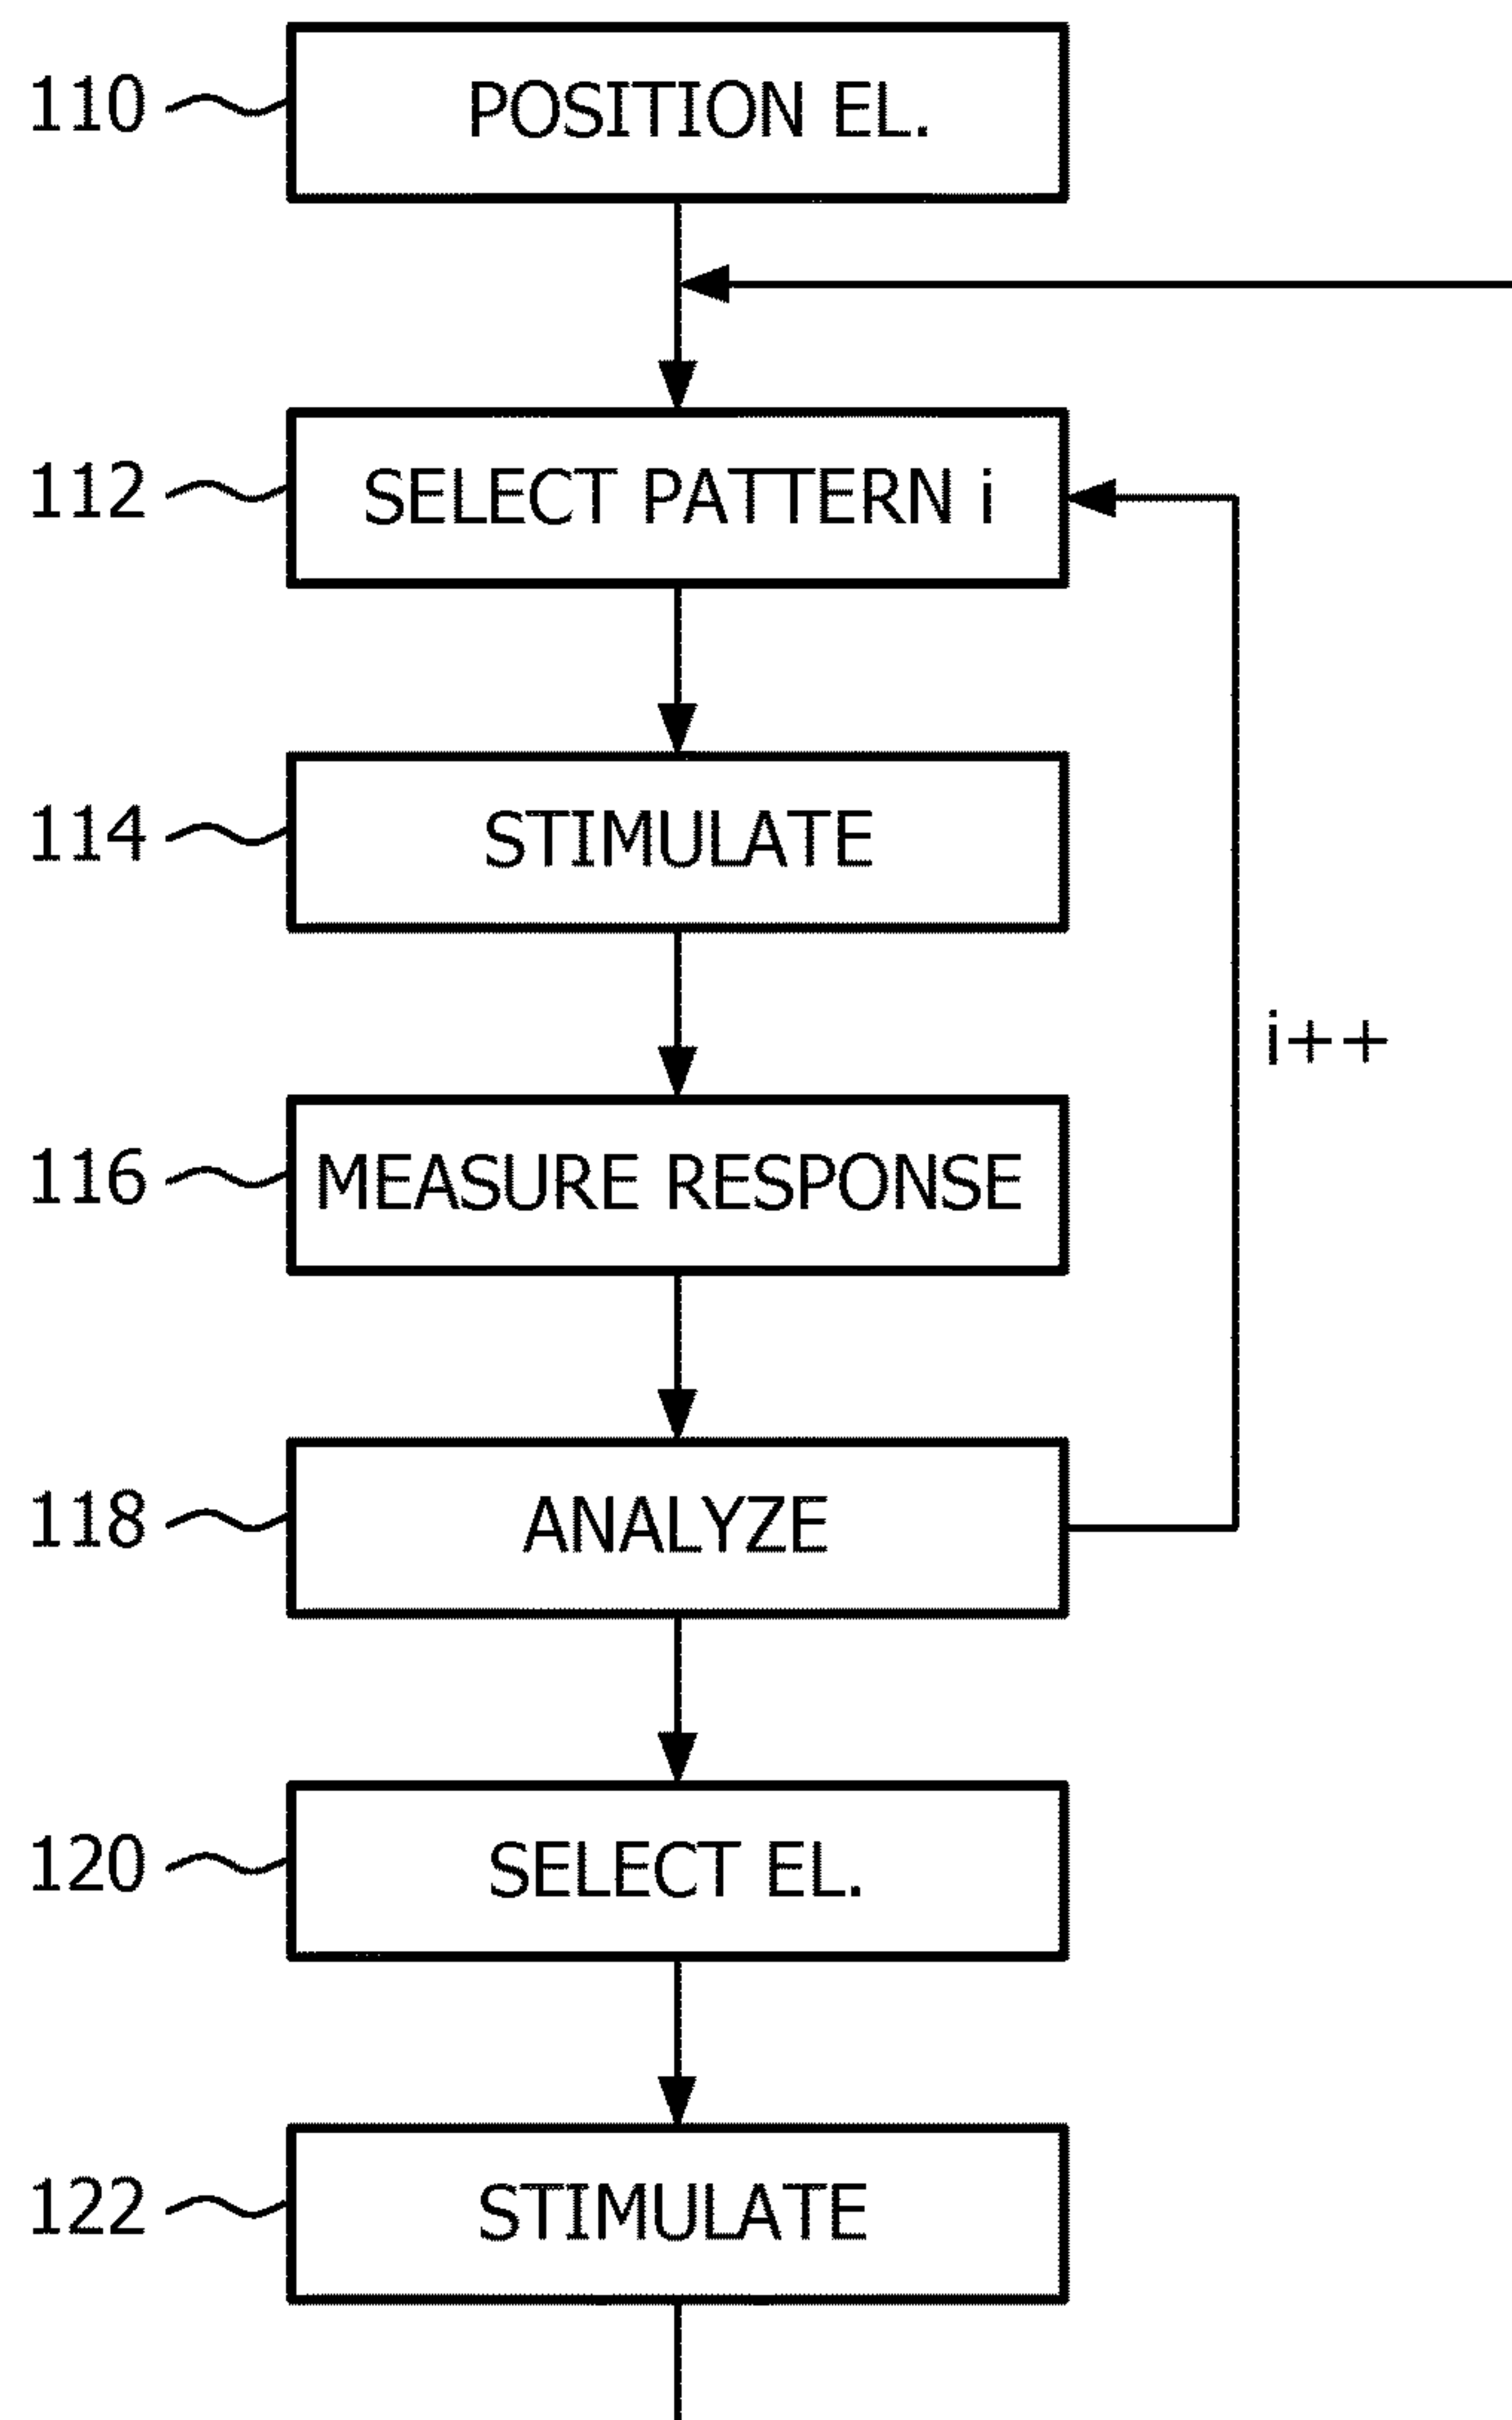 110 POSITION EL.
112 SELECT PATTERN i
114 STIMULATE
i++
116 MEASURE RESPONSE
118 ANALYZE
120 SELECT EL.
122 STIMULATE